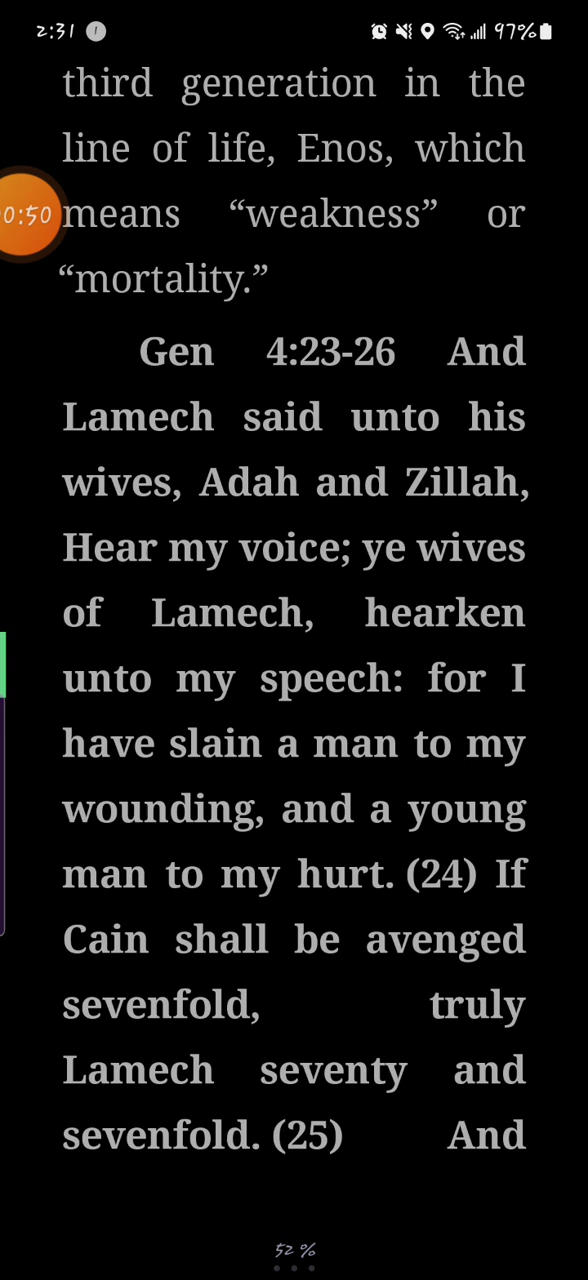 2:31
97%
third generation in the
line of life, Enos, which
0:50
means “weakness” or
“mortality.”
Gen 4:23-26 And
Lamech said unto his
wives, Adah and Zillah,
Hear my voice; ye wives
of Lamech, hearken
unto my speech: for I
have slain a man to my
wounding, and a young
man to my hurt. (24) If
Cain shall be avenged
sevenfold, truly
Lamech seventy and
sevenfold. (25) And
52 %